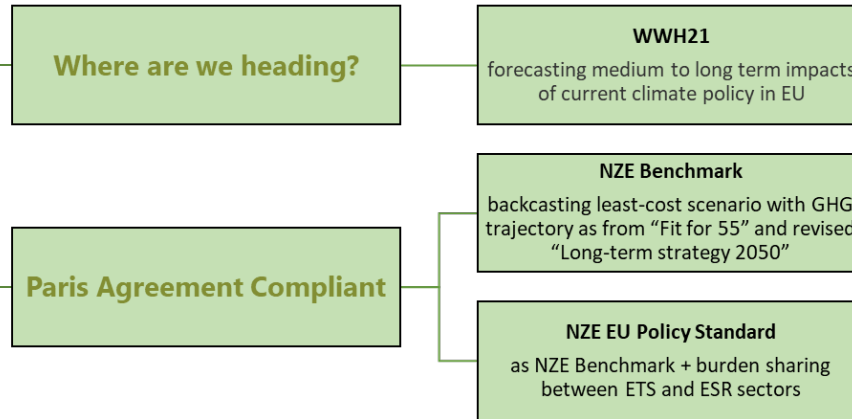 Where are we heading?
WWH21
forecasting medium to long term impacts
of current climate policy in EU
Paris Agreement Compliant
NZE Benchmark
backcasting least-cost scenario with GHG
trajectory as from “Fit for 55” and revised
“Long-term strategy 2050”
NZE EU Policy Standard
as NZE Benchmark + burden sharing
between ETS and ESR sectors